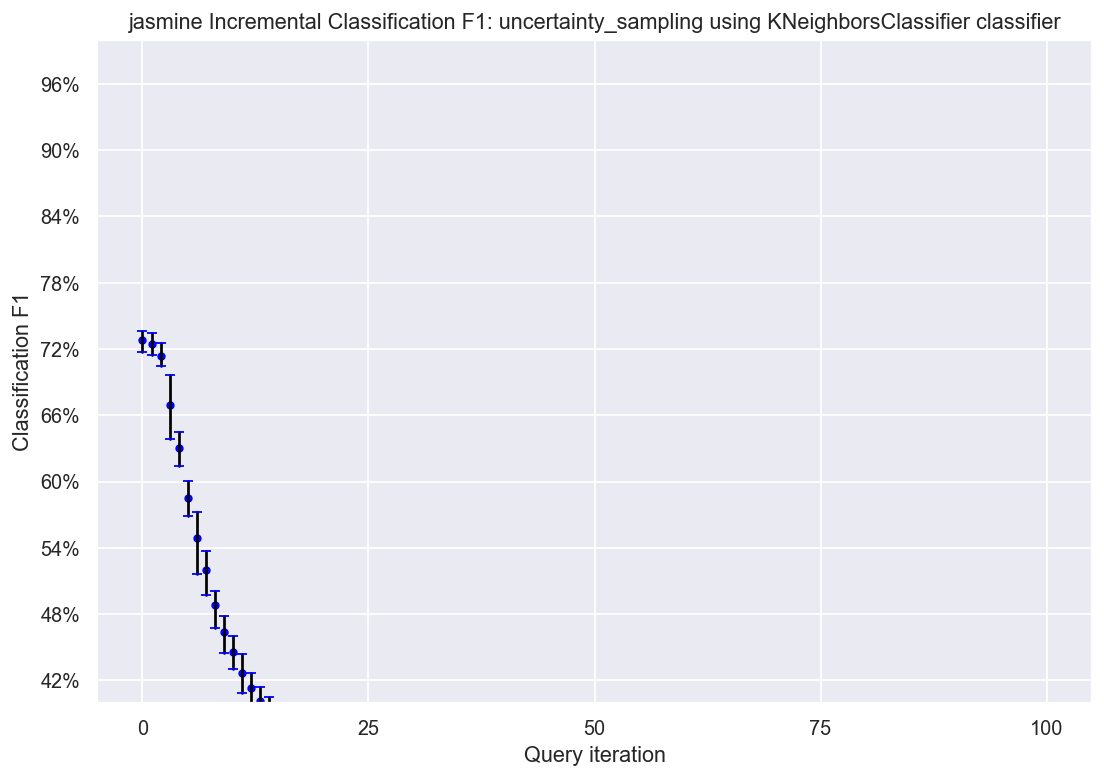 jasmine Incremental Classification F1: uncertainty_sampling using KNeighborsClassifier classifier
96%
90%
84%
78%
72%
66%
60%
54%
48%
42%
Classification F1
0 25 50 75 100
Query iteration